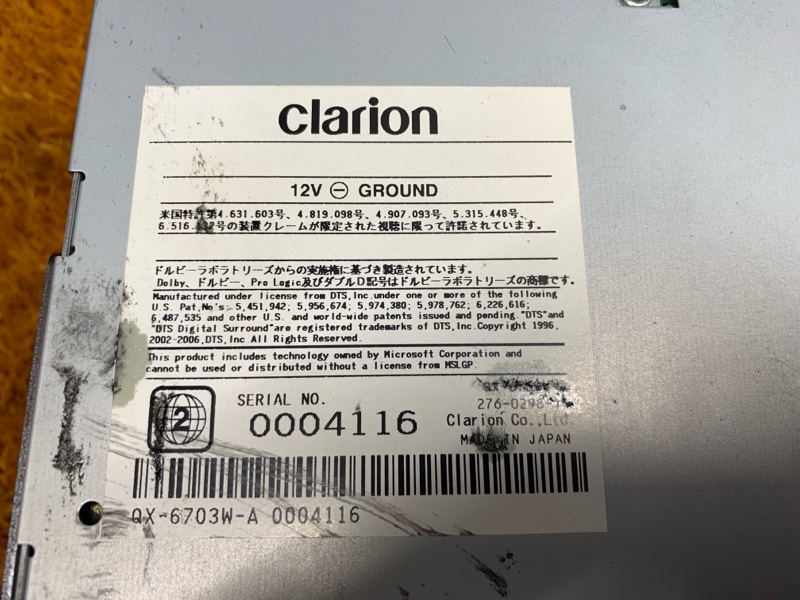 clarion
12V ⊖ GROUND
米国特許第4.631.603号、4.819.098号、4.907.093号、5.315.448号、
号の装置クレームが限定された視聴に限って許諾されています。
ドルビーラボラトリーズからの実施権に基づき製造されています。
Dolby、ドルビー、Pro Logic及びダブルD記号はドルビーラボラトリーズの商標です。
Manufactured under license from DTS,Inc.under one or more of the following
U.S. Pat,No's: 5,451,942; 5,956,674; 5,974,380; 5,978,762; 6,226,616;
6,487,535 and other U.S. and world-wide patents issued and pending."DTS"and
"DTS Digital Surround"are registered trademarks of DTS,Inc.Copyright 1996,
2002-2006,DTS,Inc.All Rights Reserved.
This product includes technology owned by Microsoft Corporation and
cannot be used or distributed without a license from MSLGP.
2
SERIAL NO.
0004116
Clarion Co.,Ltd
MADE IN JAPAN
QX-6703W-A 0004116